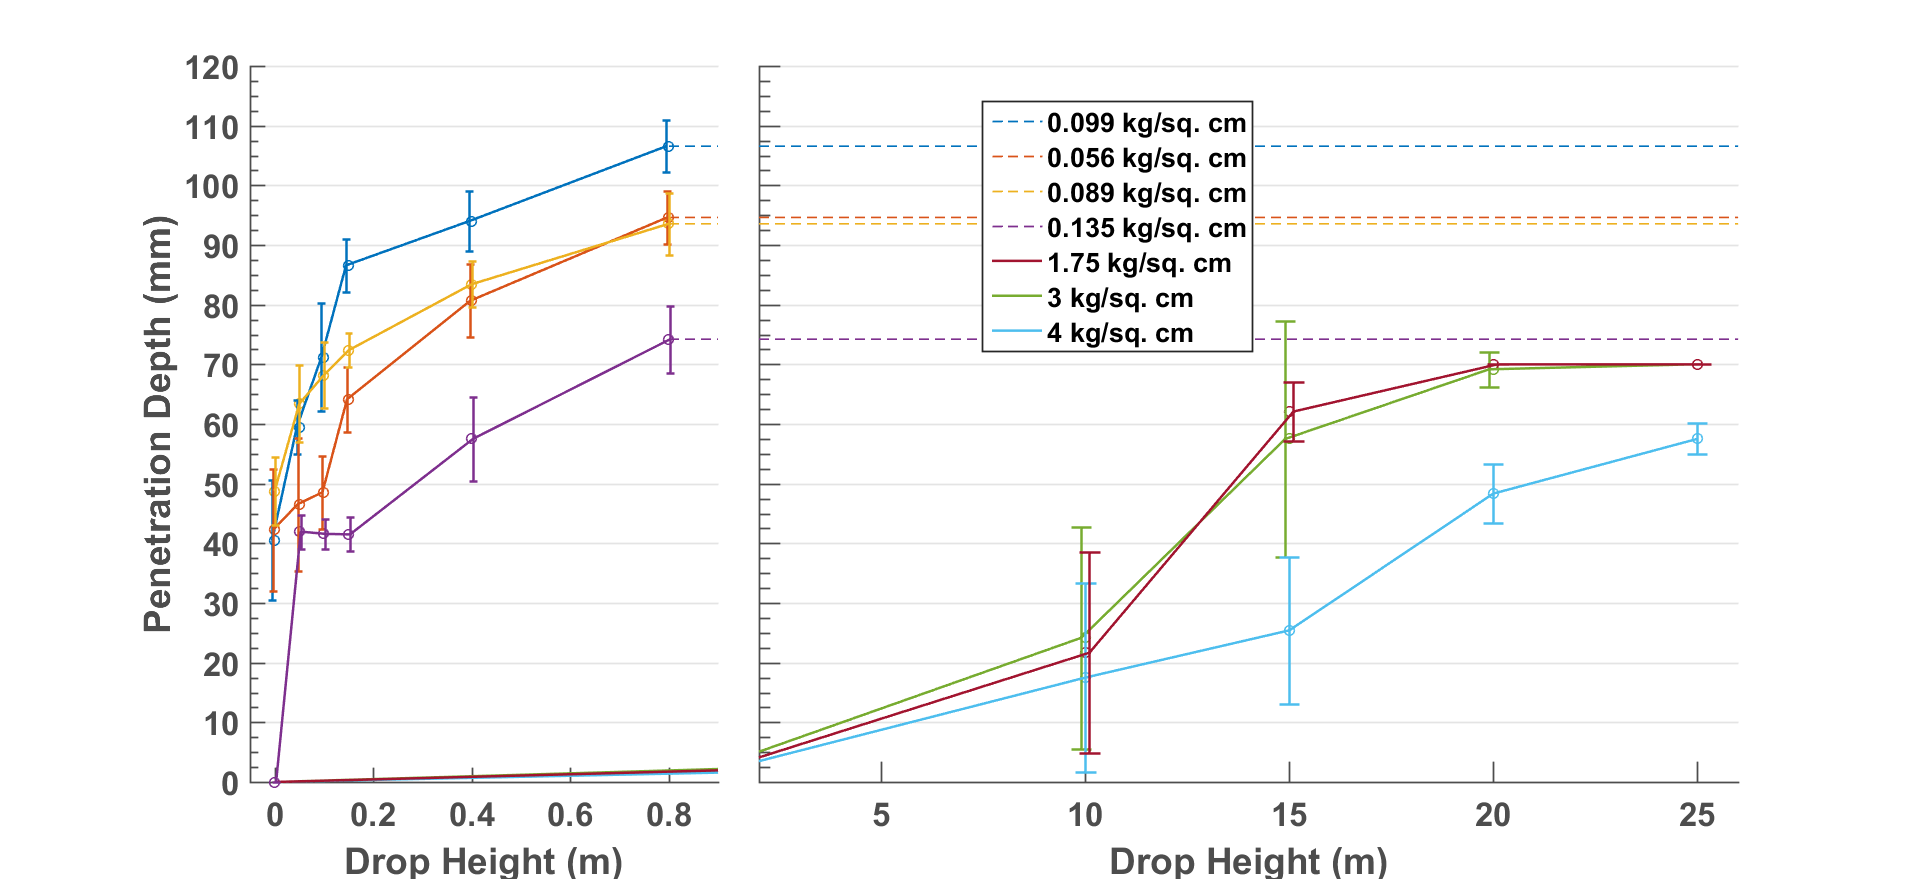 Penetration Depth (mm)
120
110
100
90
80
70
60
50
40
30
20
10
0
0 0.2 0.4 0.6 0.8
Drop Height (m)
0.099 kg/sq. cm
0.056 kg/sq. cm
0.089 kg/sq. cm
0.135 kg/sq. cm
1.75 kg/sq. cm
3 kg/sq. cm
4 kg/sq. cm
5 10 15 20 25
Drop Height (m)